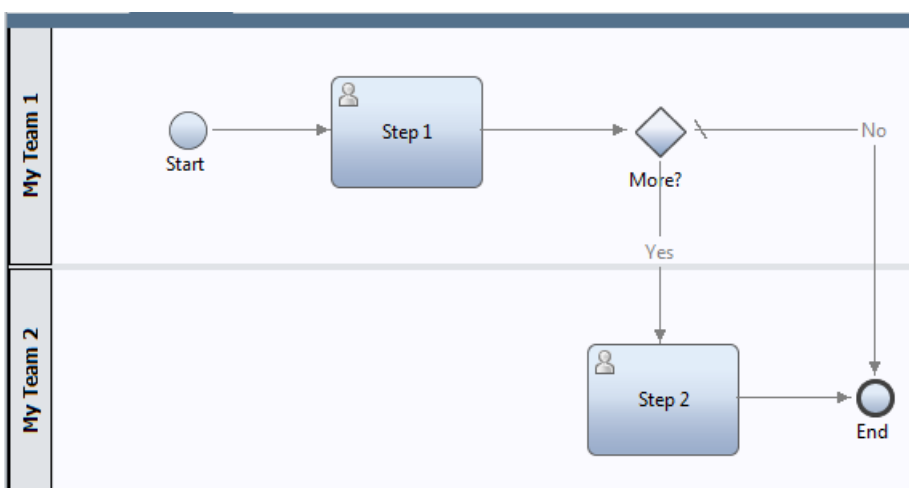 My Team 1
Start
Step 1
More?
No
Yes
My Team 2
Step 2
End